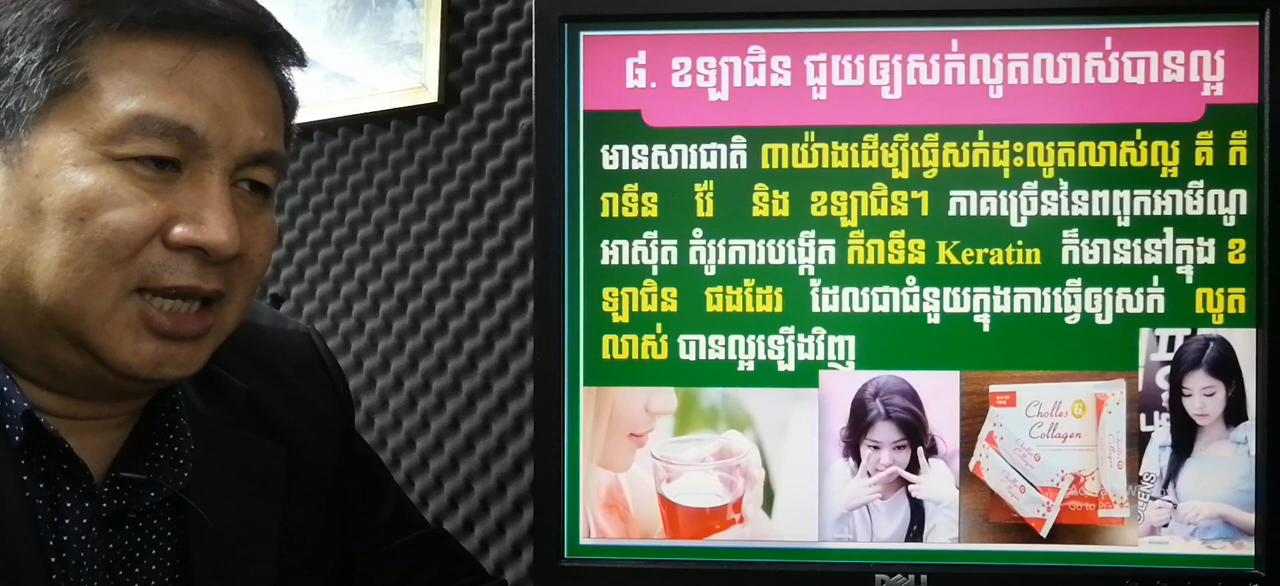 ៨. ខឡាជិន ជួយឲ្យសក់លូតលាស់បានល្អ
មានសារជាតិ ៣យ៉ាងដើម្បីធ្វើសក់ដុះលូតលាស់ល្អ គឺ កឺ
រាទីន រ៉ែ និង ខឡាជិន។ ភាគច្រើននៃពពួកអាមីណូ
អាស៊ីត តំរូវការបង្កើត កឺរាទីន Keratin ក៏មាននៅក្នុង ខ
ឡាជិន ផងដែរ ដែលជាជំនួយក្នុងការធ្វើឲ្យសក់ លូត
លាស់ បានល្អឡើងវិញ
Cholles G
Collagen
OLENS
Go to PC
DELL